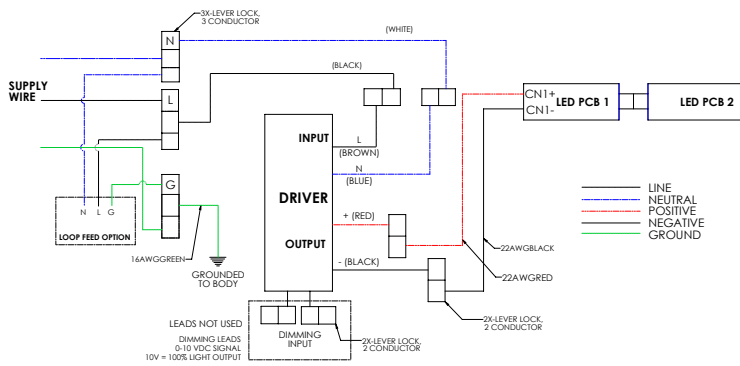 3X-LEVER LOCK,
3 CONDUCTOR
N
(WHITE)
(BLACK)
SUPPLY
WIRE
L
CN1+
CN1-
LED PCB 1
LED PCB 2
INPUT
L
(BROWN)
N
(BLUE)
DRIVER
G
N L G
LOOP FEED OPTION
16AWGGREEN
GROUNDED
TO BODY
+ (RED)
OUTPUT
- (BLACK)
22AWGBLACK
22AWGRED
LINE
NEUTRAL
POSITIVE
NEGATIVE
GROUND
2X-LEVER LOCK,
2 CONDUCTOR
LEADS NOT USED
DIMMING LEADS
0-10 VDC SIGNAL
10V = 100% LIGHT OUTPUT
DIMMING
INPUT
2X-LEVER LOCK,
2 CONDUCTOR